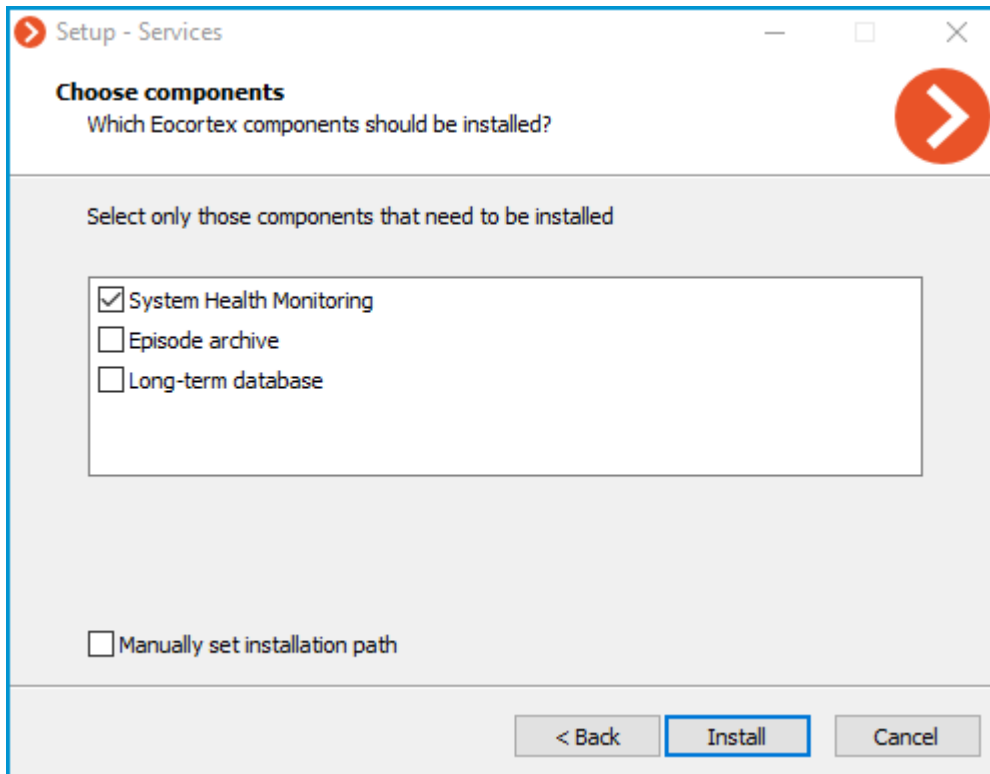 Setup - Services
Choose components
Which Eocortex components should be installed?
Select only those components that need to be installed
System Health Monitoring
Episode archive
Long-term database
Manually set installation path
< Back Install Cancel